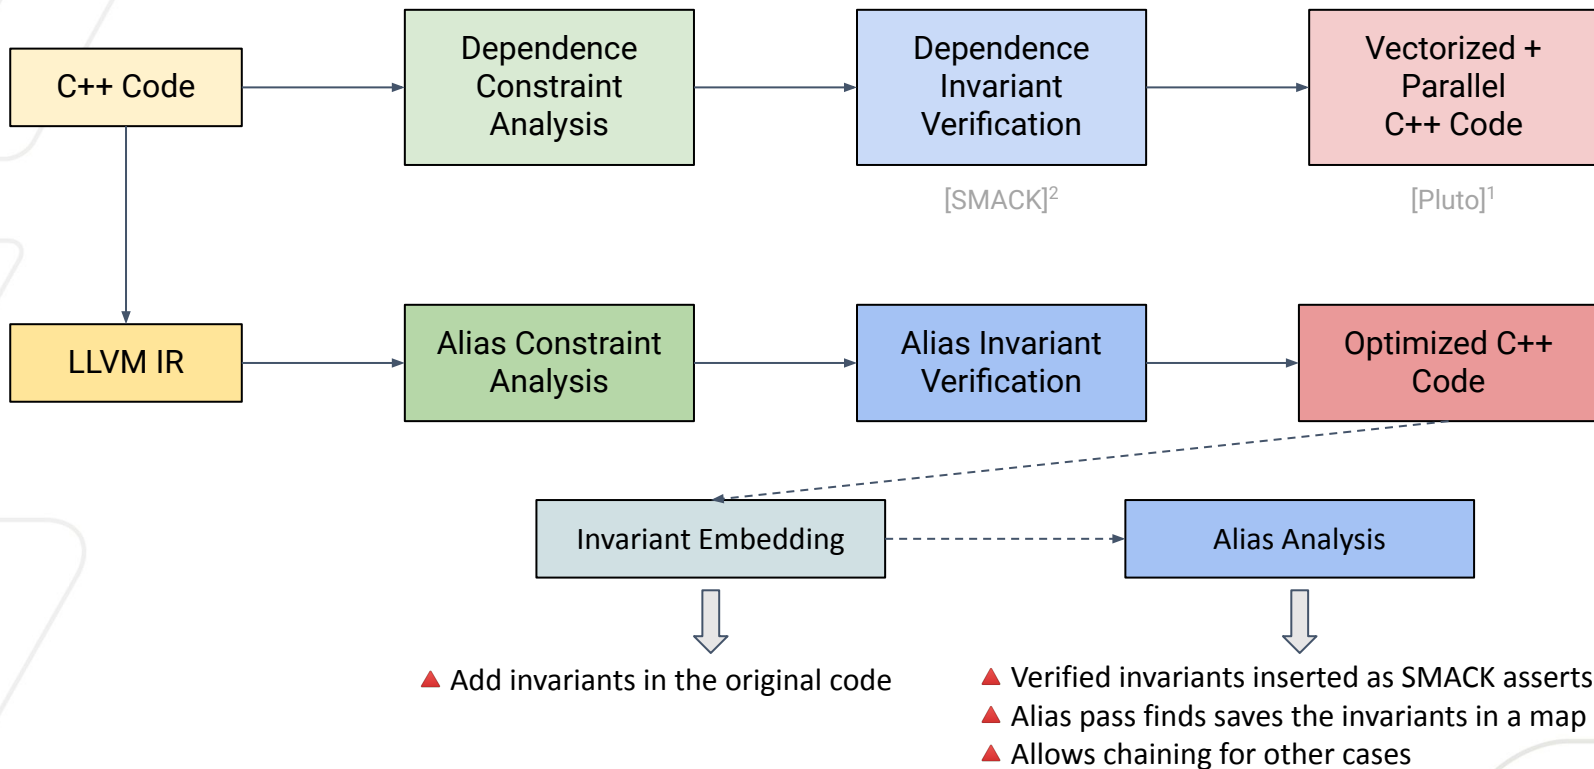 C++ Code
Dependence
Constraint
Analysis
Dependence
Invariant
Verification
Vectorized +
Parallel
C++ Code
[SMACK]2
[Pluto]1
LLVM IR
Alias Constraint
Analysis
Alias Invariant
Verification
Optimized C++
Code
Invariant Embedding
Alias Analysis
Add invariants in the original code
Verified invariants inserted as SMACK asserts
Alias pass finds saves the invariants in a map
Allows chaining for other cases